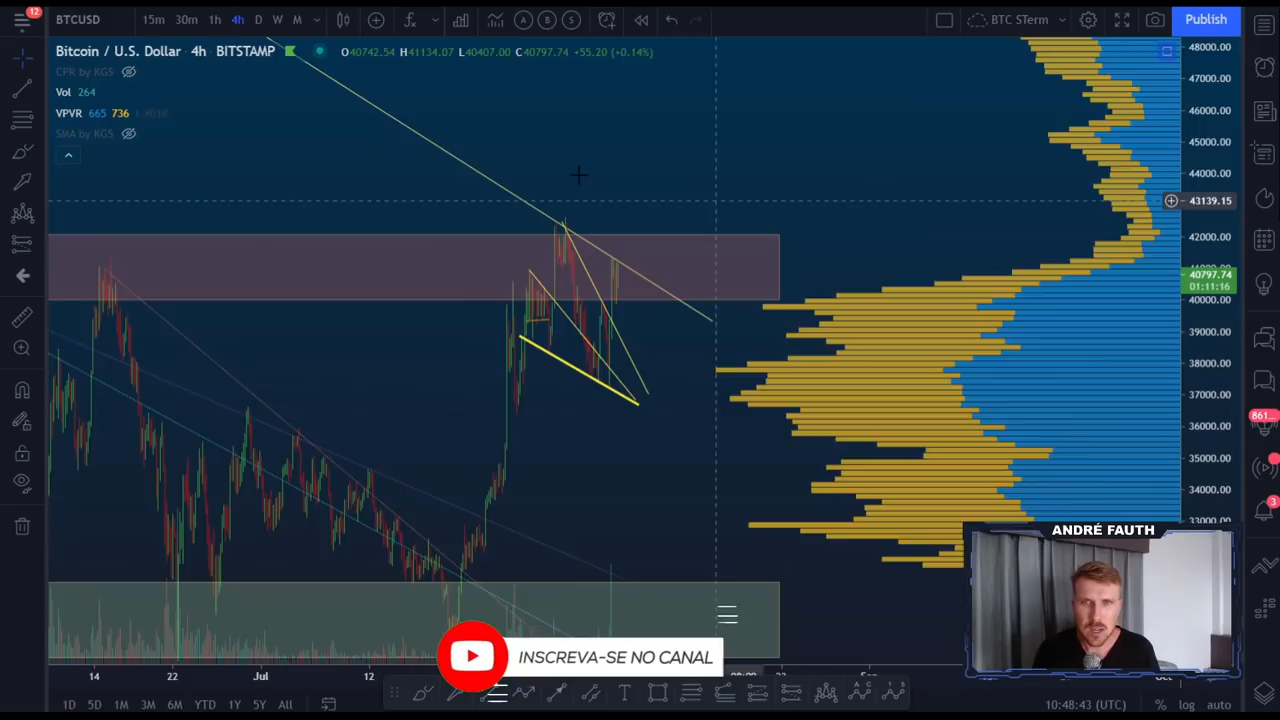 12
BTCUSD 15m 30m 1h 4h D W M BTC STerm Publish
Bitcoin / U.S. Dollar 4h BITSTAMP O40742.54 H41134.07 L40407.00 C40797.74 +55.20 (+0.14%)
CPR by KGS
Vol 264
VPVR 665 736
SMA by KGS
48000.00
47000.00
46000.00
45000.00
44000.00
43139.15
42000.00
40797.74
01:11:16
40000.00
39000.00
38000.00
37000.00
36000.00
35000.00
34000.00
33000.00
861...
3
ANDRÉ FAUTH
INSCREVA-SE NO CANAL
14 22 Jul 12
1D 5D 1M 3M 6M YTD 1Y 5Y All
10:48:43 (UTC) % log auto